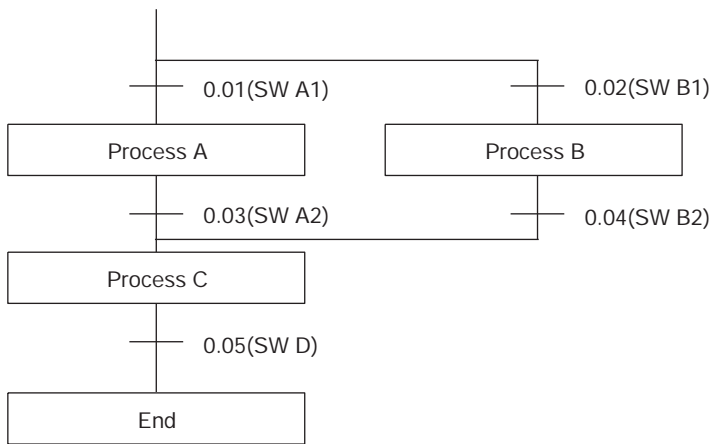 0.01(SW A1)
0.02(SW B1)
Process A
Process B
0.03(SW A2)
0.04(SW B2)
Process C
0.05(SW D)
End